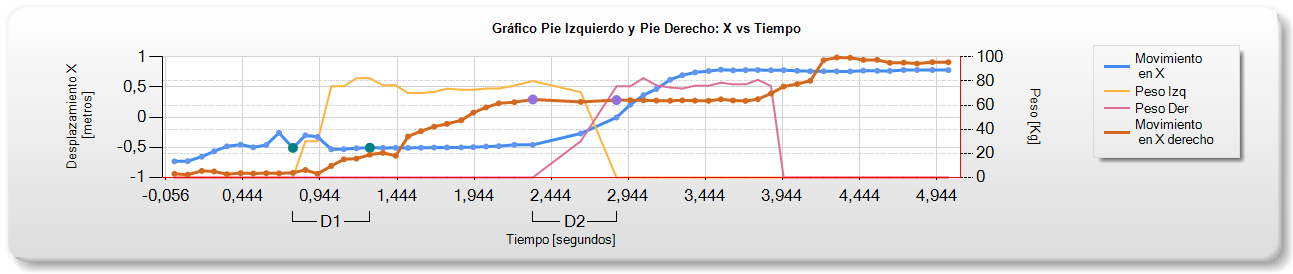 Gráfico Pie Izquierdo y Pie Derecho: X vs Tiempo
Desplazamiento X
[metros]
1
0,5
0
-0,5
-1
100
80
60
40
20
0
Peso [Kg]
-0,056
0,444
0,944
1,444
1,944
2,444
2,944
3,444
3,944
4,444
4,944
D1
D2
Tiempo [segundos]
Movimiento
en X
Peso Izq
Peso Der
Movimiento
en X derecho